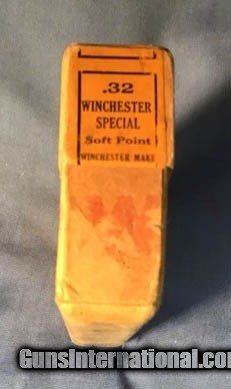 .32
WINCHESTER
SPECIAL
Soft Point
WINCHESTER MAKE
GunsInternational.com